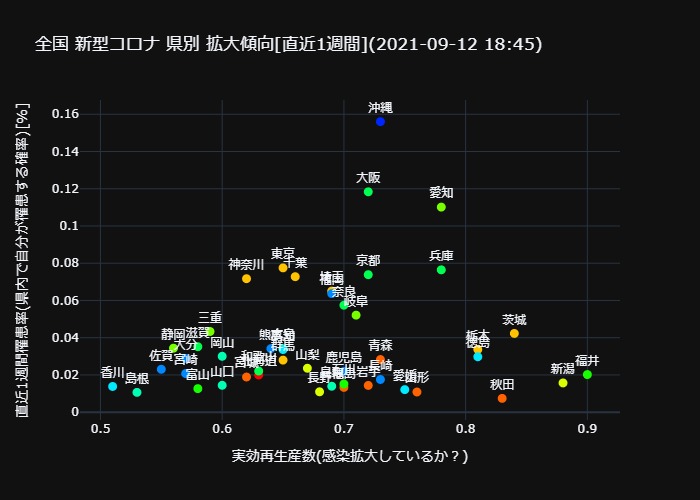 全国 新型コロナ 県別 拡大傾向[直近1週間](2021-09-12 18:45)
直近1週間罹患率(県内で自分が罹患する確率)[%]
0.16
0.14
0.12
0.1
0.08
0.06
0.04
0.02
0
沖縄
大阪
愛知
兵庫
京都
東京
千葉
神奈川
福岡
奈良
岐阜
茨城
三重
静岡
滋賀
大分
岡山
群馬
栃木
徳島
青森
佐賀
宮崎
山梨
鹿児島
長崎
福井
新潟
香川
島根
富山
山口
長野
岩手
愛媛
山形
秋田
0.5
0.6
0.7
0.8
0.9
実効再生産数(感染拡大しているか？)